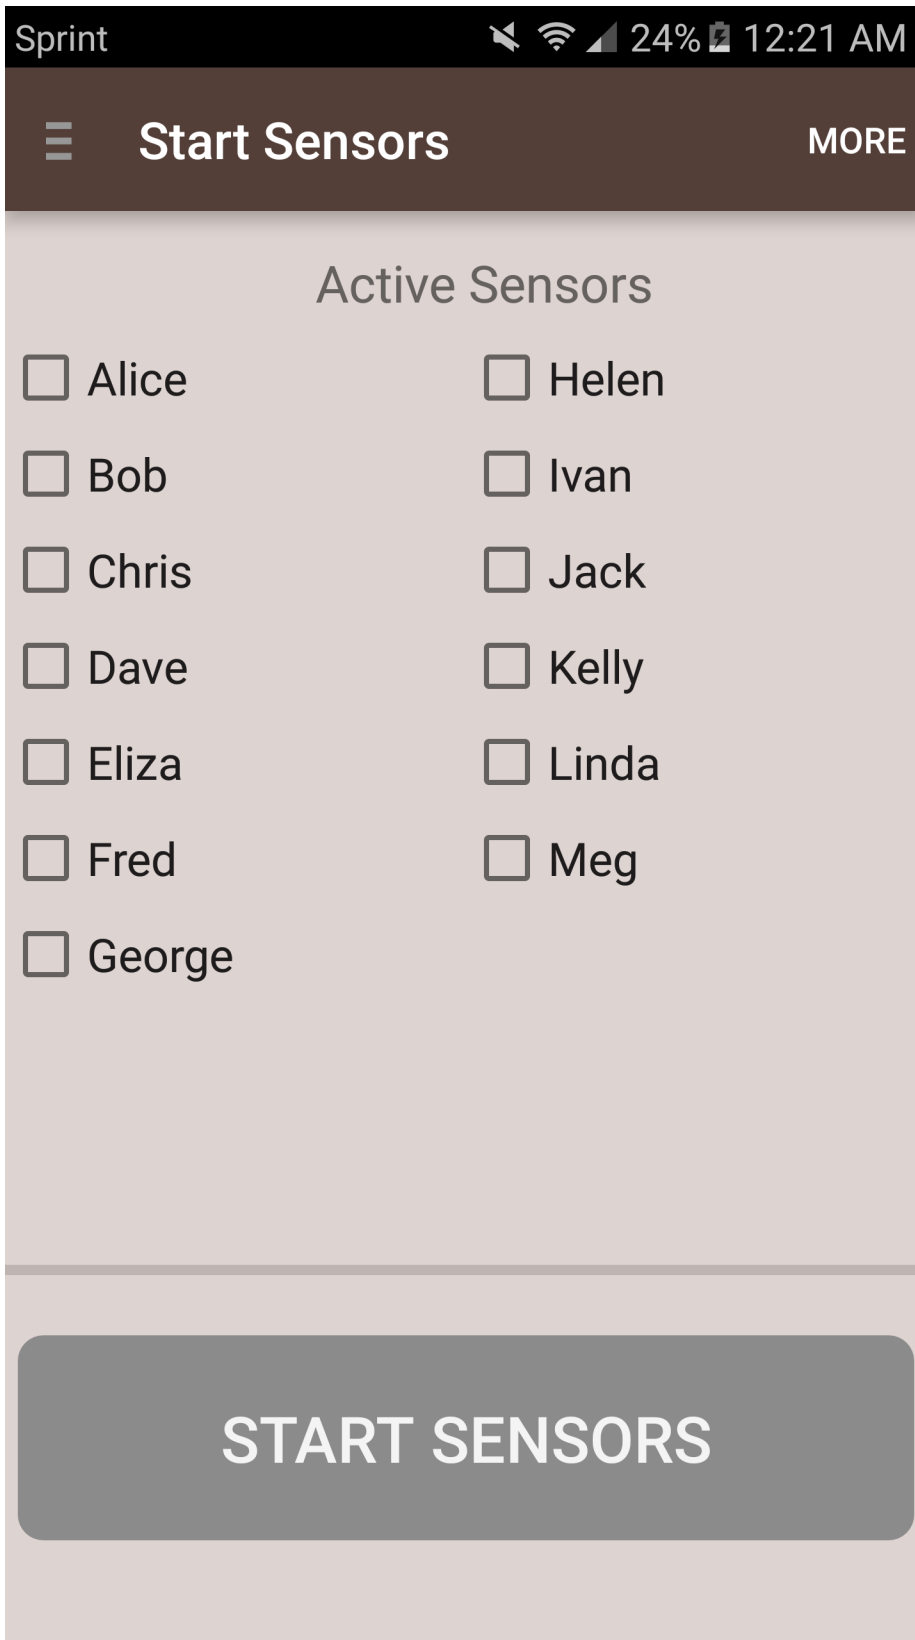 Sprint 24% 12:21 AM
Start Sensors MORE
Active Sensors
Alice
Bob
Chris
Dave
Eliza
Fred
George
Helen
Ivan
Jack
Kelly
Linda
Meg
START SENSORS